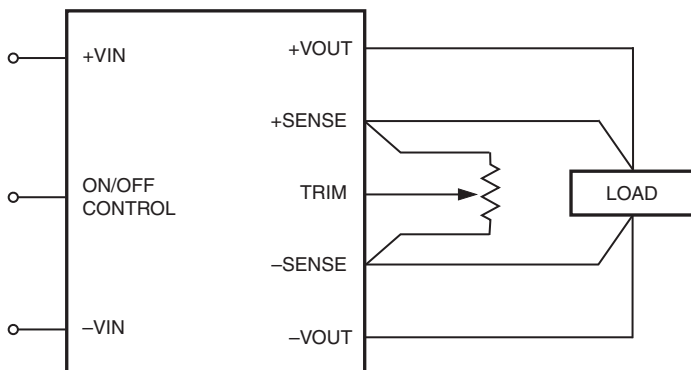 +VIN
ON/OFF
CONTROL
–VIN
+VOUT
+SENSE
TRIM
–SENSE
–VOUT
LOAD